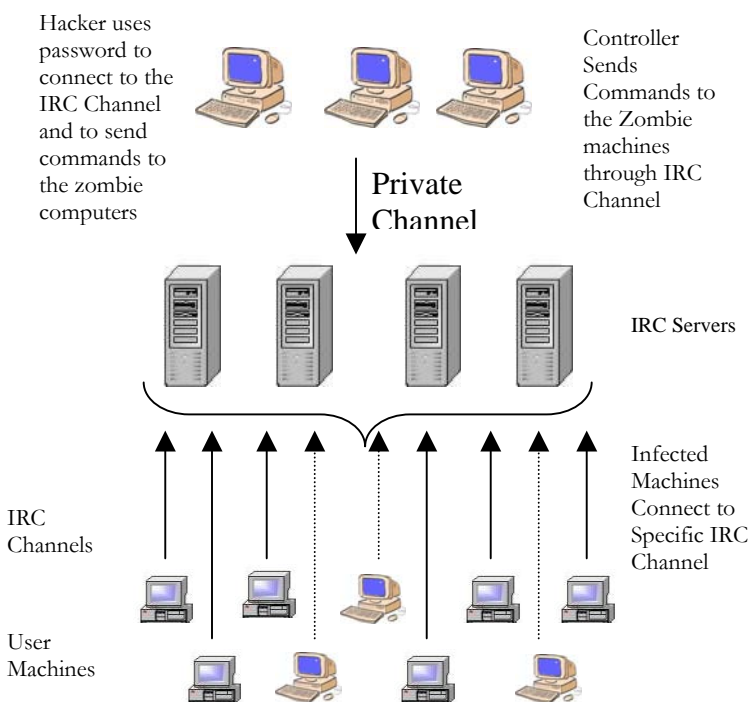 Hacker uses
password to
connect to the
IRC Channel
and to send
commands to
the zombie
computers
Controller
Sends
Commands to
the Zombie
machines
through IRC
Channel
Private
Channel
IRC Servers
Infected
Machines
Connect to
Specific IRC
Channel
IRC
Channels
User
Machines